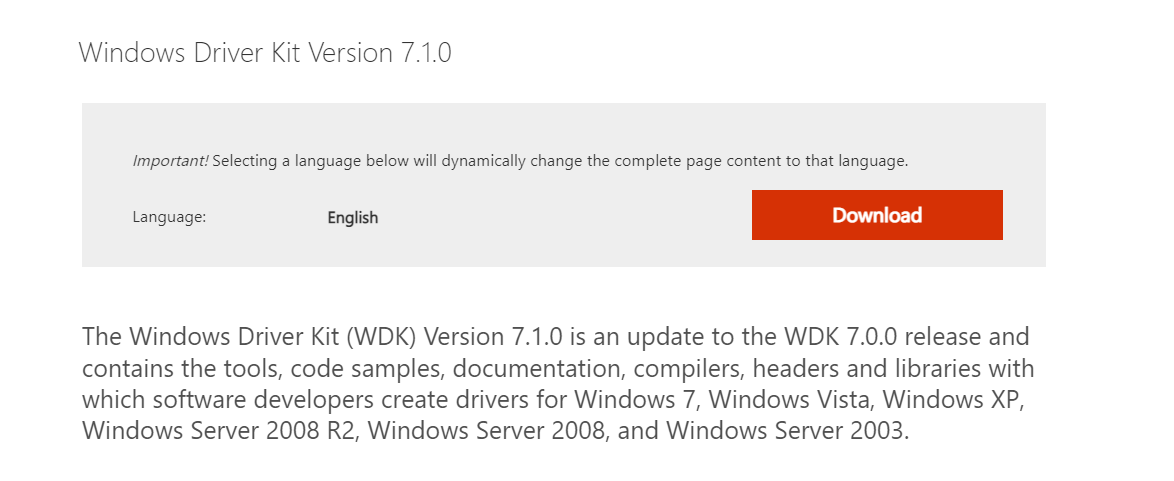 Windows Driver Kit Version 7.1.0
Important! Selecting a language below will dynamically change the complete page content to that language.
Language: English Download
The Windows Driver Kit (WDK) Version 7.1.0 is an update to the WDK 7.0.0 release and
contains the tools, code samples, documentation, compilers, headers and libraries with
which software developers create drivers for Windows 7, Windows Vista, Windows XP,
Windows Server 2008 R2, Windows Server 2008, and Windows Server 2003.